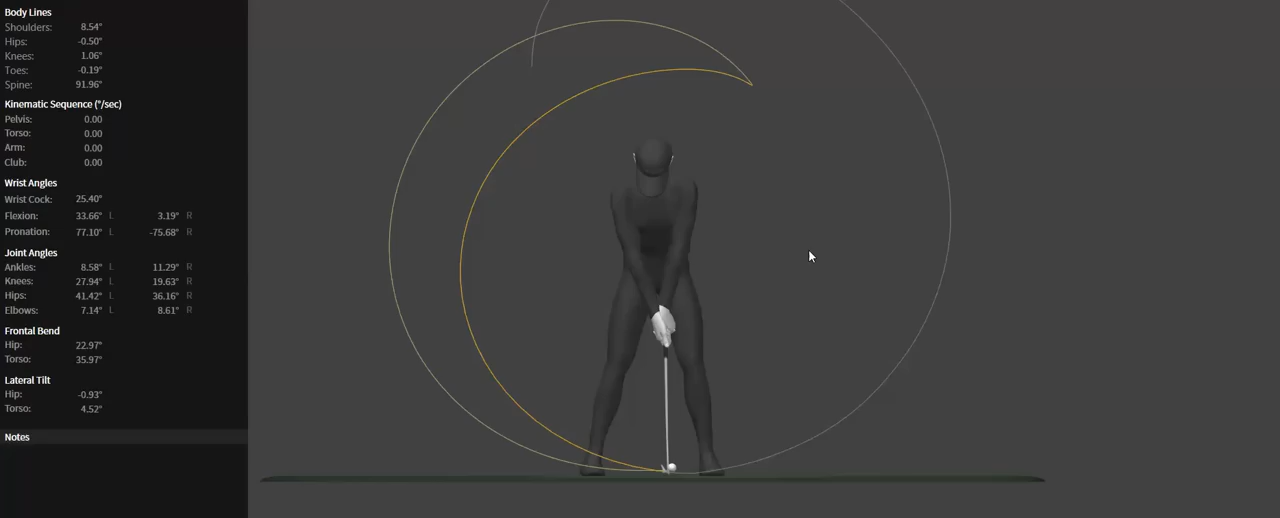 Body Lines
Shoulders: 8.54°
Hips: -0.50°
Knees: 1.06°
Toes: -0.19°
Spine: 91.96°
Kinematic Sequence (°/sec)
Pelvis: 0.00
Torso: 0.00
Arm: 0.00
Club: 0.00
Wrist Angles
Wrist Cock: 25.40°
Flexion: 33.66° L 3.19° R
Pronation: 77.10° L -75.68° R
Joint Angles
Ankles: 8.58° L 11.29° R
Knees: 27.94° L 19.63° R
Hips: 41.42° L 36.16° R
Elbows: 7.14° L 8.61° R
Frontal Bend
Hip: 22.97°
Torso: 35.97°
Lateral Tilt
Hip: -0.93°
Torso: 4.52°
Notes